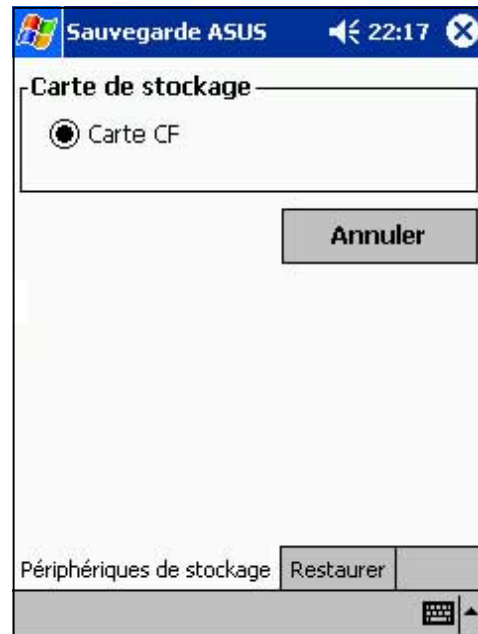 Sauvegarde ASUS 22:17
Carte de stockage
Carte CF
Annuler
Périphériques de stockage Restaurer